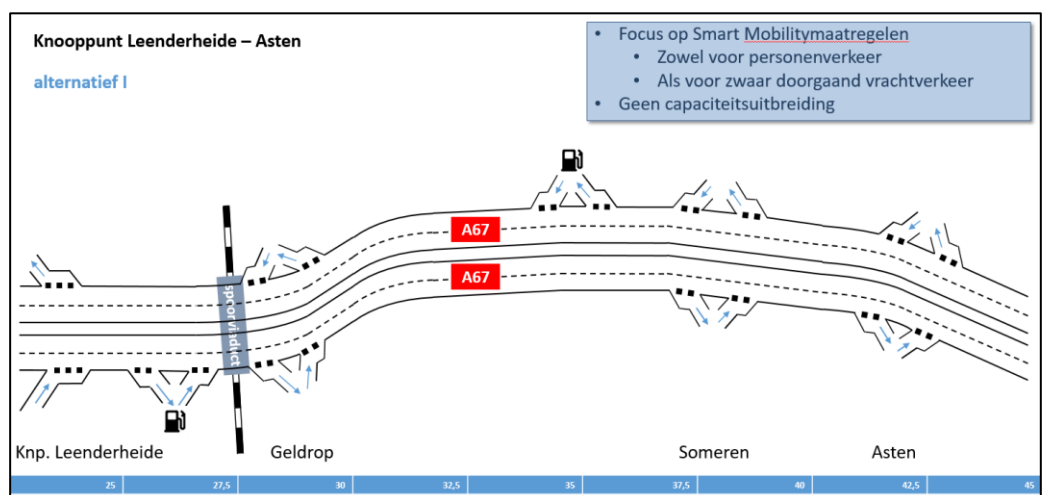 Knooppunt Leenderheide – Asten
alternatief I
• Focus op Smart Mobilitymaatregelen
• Zowel voor personenverkeer
• Als voor zwaar doorgaand vrachtverkeer
• Geen capaciteitsuitbreiding
A67
A67
spoorviaduct
Knp. Leenderheide
Geldrop
Someren
Asten
25
27,5
30
32,5
35
37,5
40
42,5
45